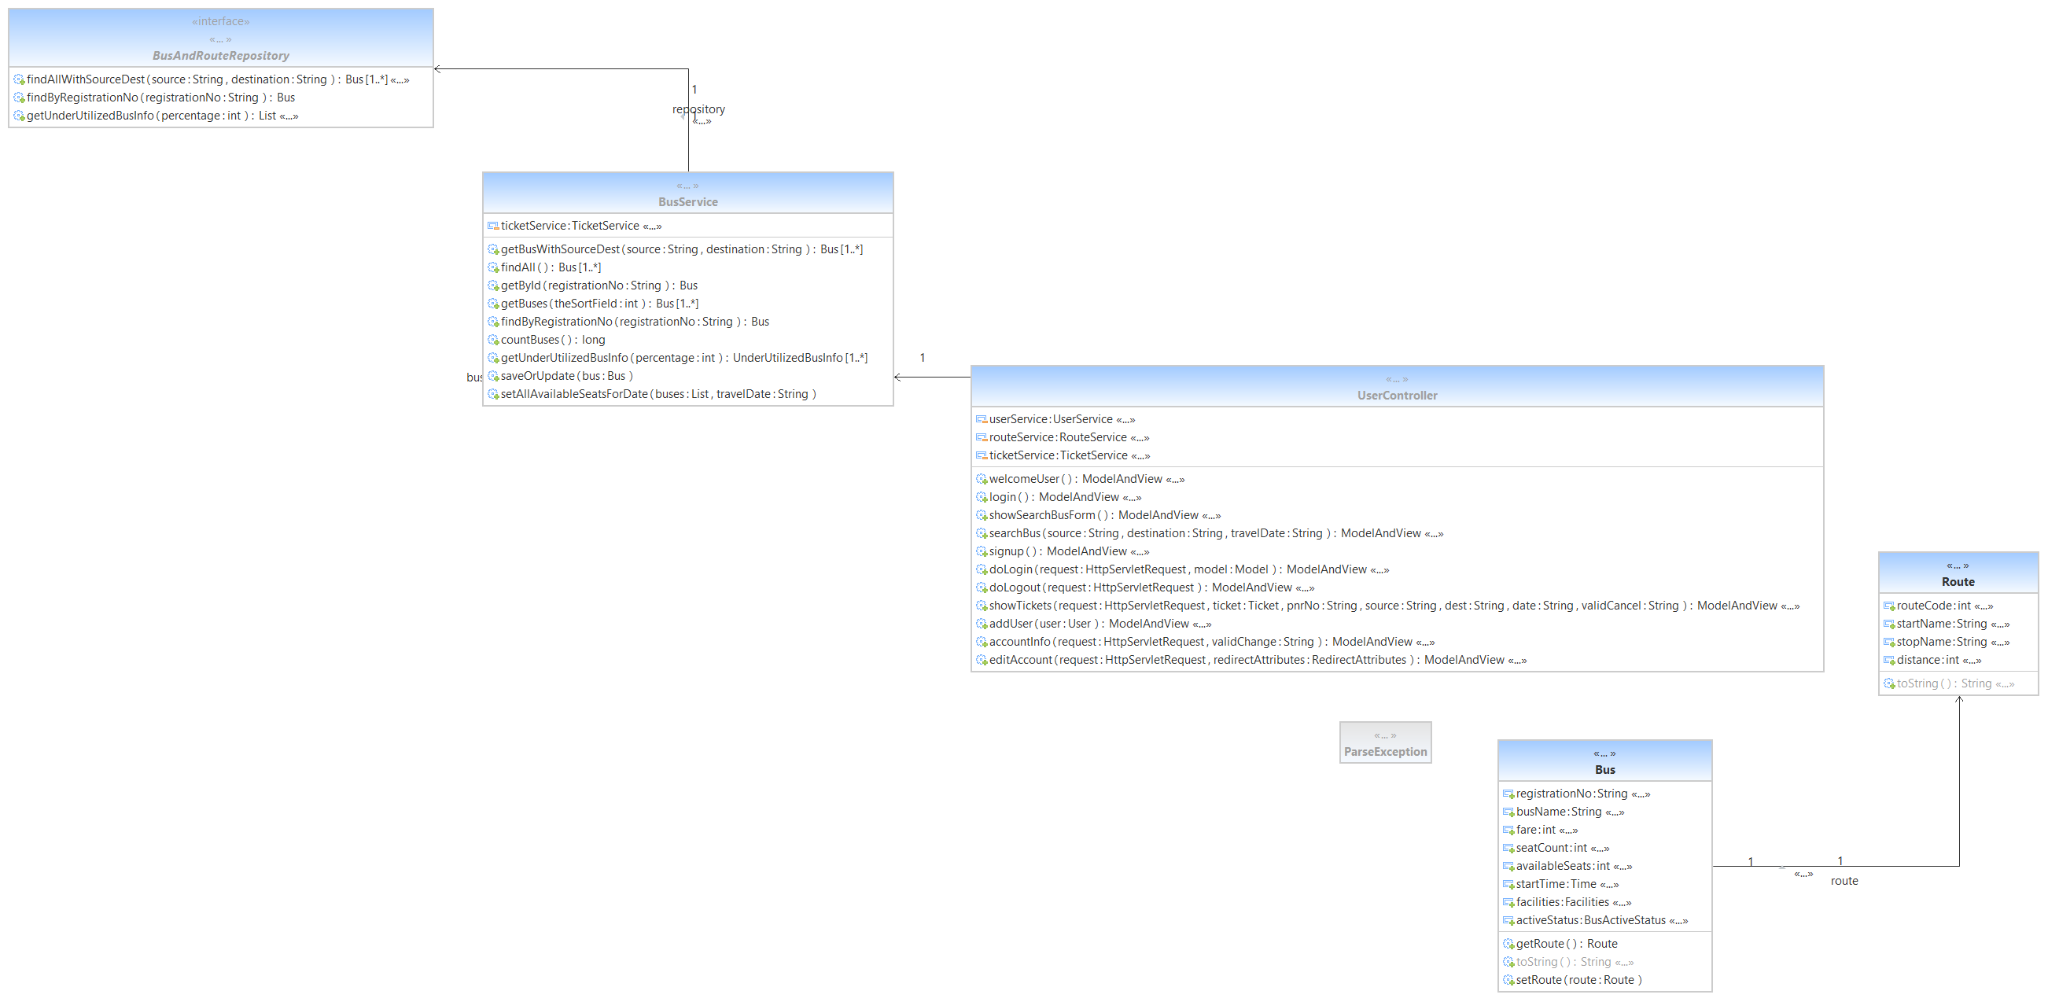 «interface»
«... »
BusAndRouteRepository
findAllWithSourceDest(source:String, destination:String ): Bus[1..*] «...»
findByRegistrationNo(registrationNo:String ): Bus
getUnderUtilizedBusInfo(percentage:int ): List «...»
1
repository
«...»
«... »
BusService
ticketService:TicketService «...»
getBusWithSourceDest(source:String, destination:String ): Bus[1..*]
findAll(): Bus[1..*]
getById(registrationNo:String ): Bus
getBuses(theSortField:int ): Bus[1..*]
findByRegistrationNo(registrationNo:String ): Bus
countBuses(): long
getUnderUtilizedBusInfo(percentage:int ): UnderUtilizedBusInfo[1..*]
saveOrUpdate(bus:Bus )
setAllAvailableSeatsForDate(buses:List, travelDate:String )
1
«... »
UserController
userService:UserService «...»
routeService:RouteService «...»
ticketService:TicketService «...»
welcomeUser(): ModelAndView «...»
login(): ModelAndView «...»
showSearchBusForm(): ModelAndView «...»
searchBus(source:String, destination:String, travelDate:String ): ModelAndView «...»
signup(): ModelAndView «...»
doLogin(request:HttpServletRequest, model:Model ): ModelAndView «...»
doLogout(request:HttpServletRequest ): ModelAndView «...»
showTickets(request:HttpServletRequest, ticket:Ticket, pnrNo:String, source:String, dest:String, date:String, validCancel:String ): ModelAndView «...»
addUser(user:User ): ModelAndView «...»
accountInfo(request:HttpServletRequest, validChange:String ): ModelAndView «...»
editAccount(request:HttpServletRequest, redirectAttributes:RedirectAttributes ): ModelAndView «...»
«... »
Route
routeCode:int «...»
startName:String «...»
stopName:String «...»
distance:int «...»
toString(): String «...»
«... »
ParseException
«... »
Bus
registrationNo:String «...»
busName:String «...»
fare:int «...»
seatCount:int «...»
availableSeats:int «...»
startTime:Time «...»
facilities:Facilities «...»
activeStatus:BusActiveStatus «...»
getRoute(): Route
toString(): String «...»
setRoute(route:Route )
1
«...»
1
route